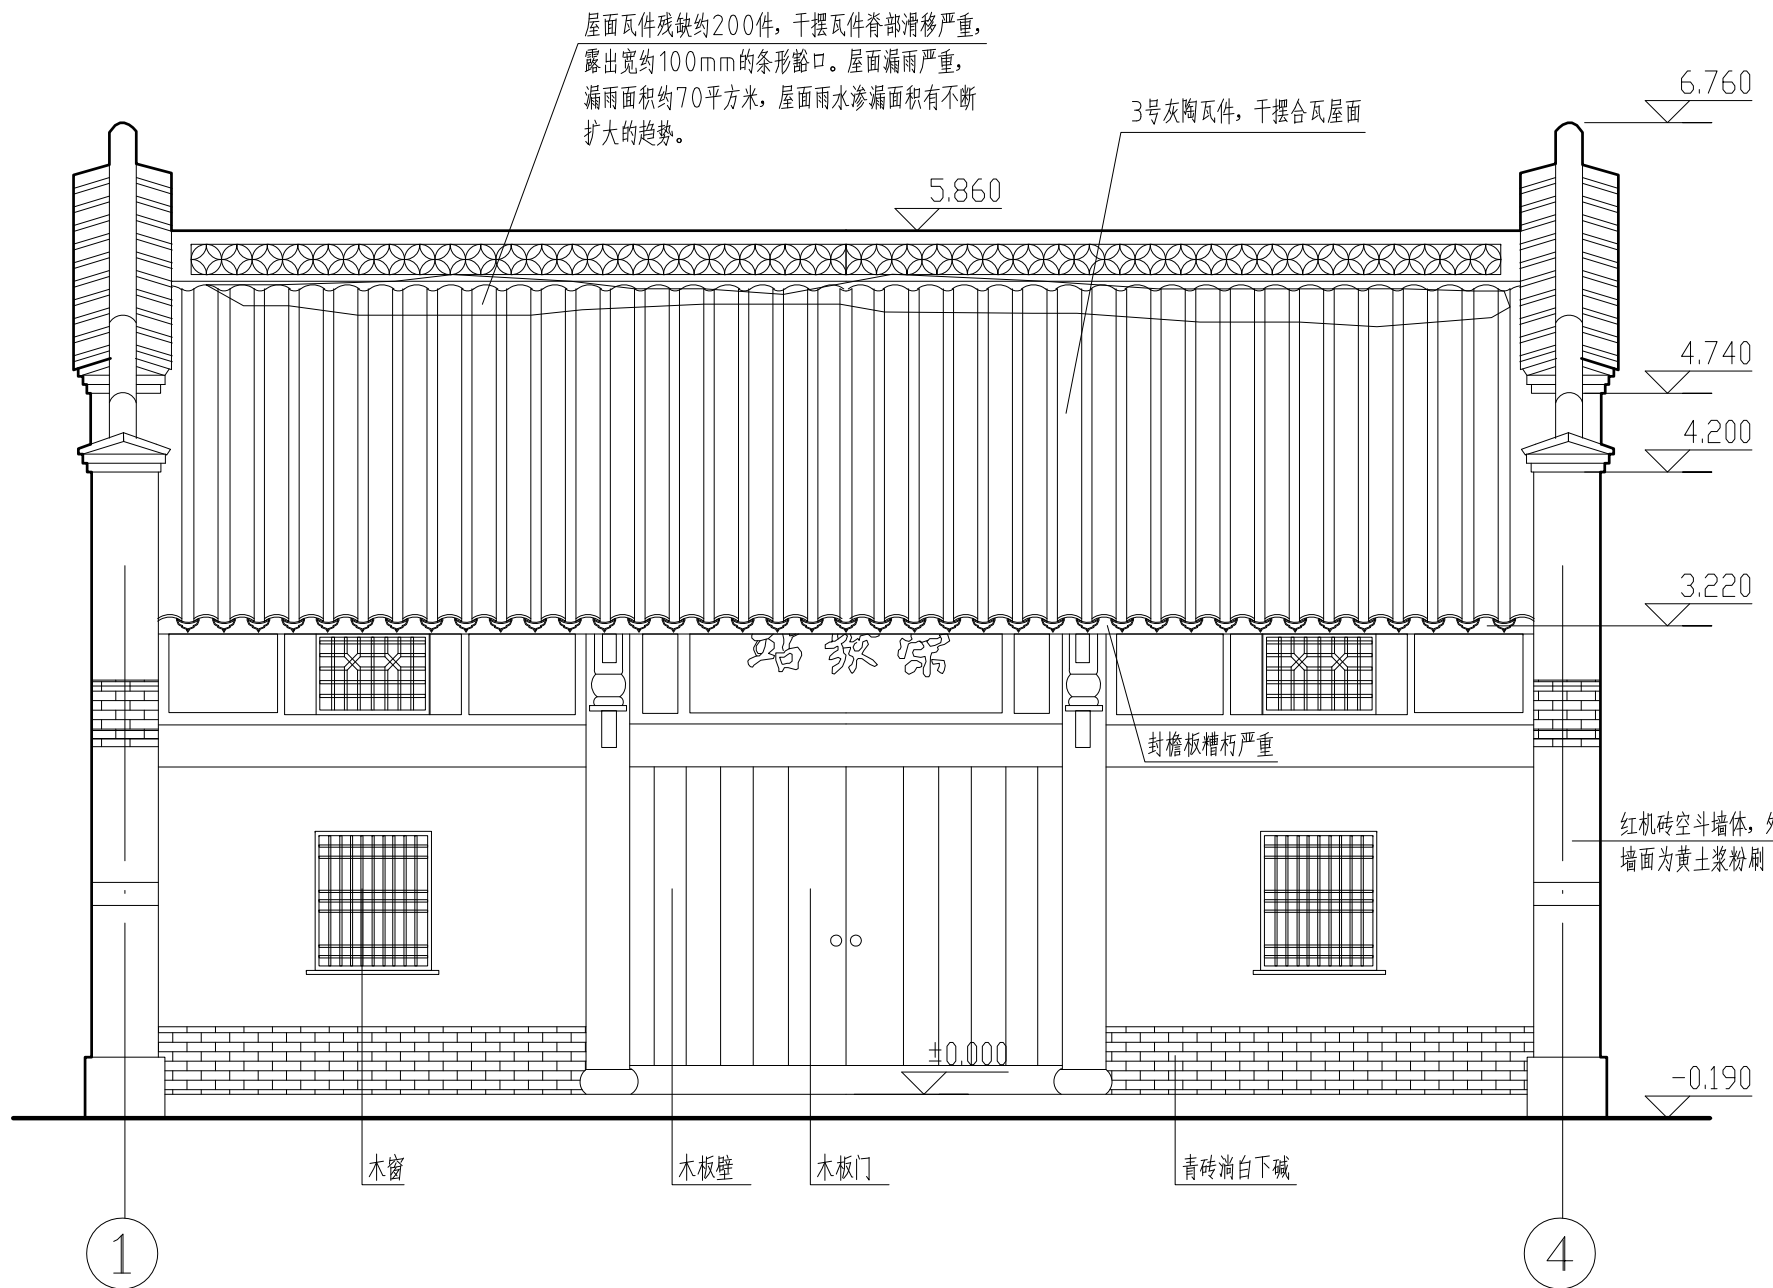 屋面瓦件残缺约200件，干摆瓦件脊部滑移严重，
露出宽约100mm的条形豁口。屋面漏雨严重，
漏雨面积约70平方米，屋面雨水渗漏面积有不断
扩大的趋势。
3号灰陶瓦件，干摆合瓦屋面
6.760
5.860
4.740
4.200
3.220
封檐板糟朽严重
红机砖空斗墙体，外
墙面为黄土浆粉刷
±0.000
-0.190
木窗
木板壁
木板门
青砖淌白下碱
1
4